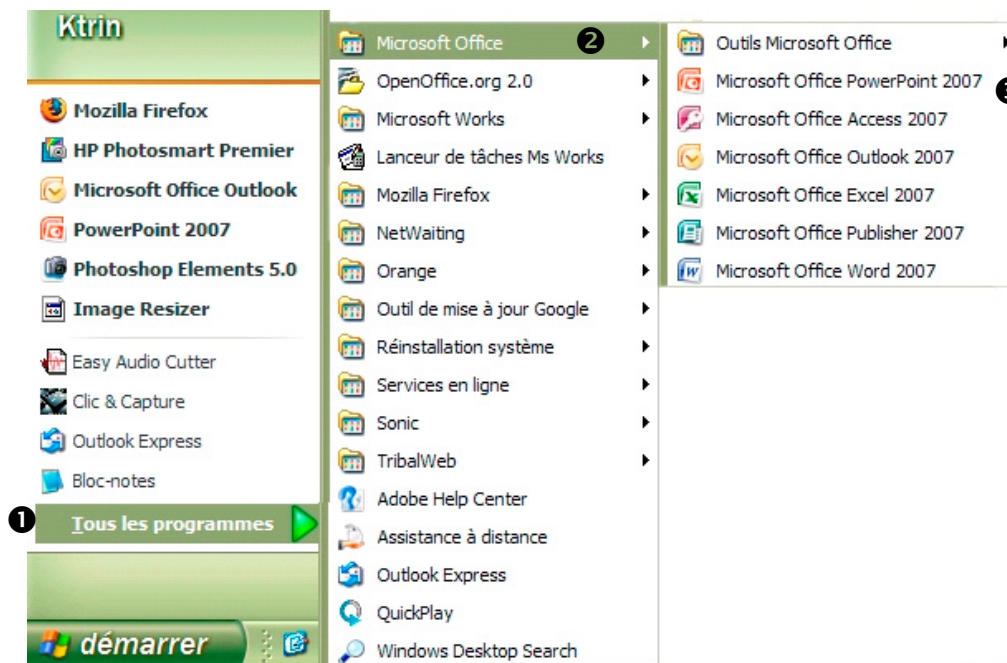 Ktrin
Mozilla Firefox
HP Photosmart Premier
Microsoft Office Outlook
PowerPoint 2007
Photoshop Elements 5.0
Image Resizer
Easy Audio Cutter
Clic & Capture
Outlook Express
Bloc-notes
❶ Tous les programmes
démarrer
Microsoft Office ❷
OpenOffice.org 2.0
Microsoft Works
Lanceur de tâches Ms Works
Mozilla Firefox
NetWaiting
Orange
Outil de mise à jour Google
Réinstallation système
Services en ligne
Sonic
TribalWeb
Adobe Help Center
Assistance à distance
Outlook Express
QuickPlay
Windows Desktop Search
Outils Microsoft Office
Microsoft Office PowerPoint 2007 ❸
Microsoft Office Access 2007
Microsoft Office Outlook 2007
Microsoft Office Excel 2007
Microsoft Office Publisher 2007
Microsoft Office Word 2007